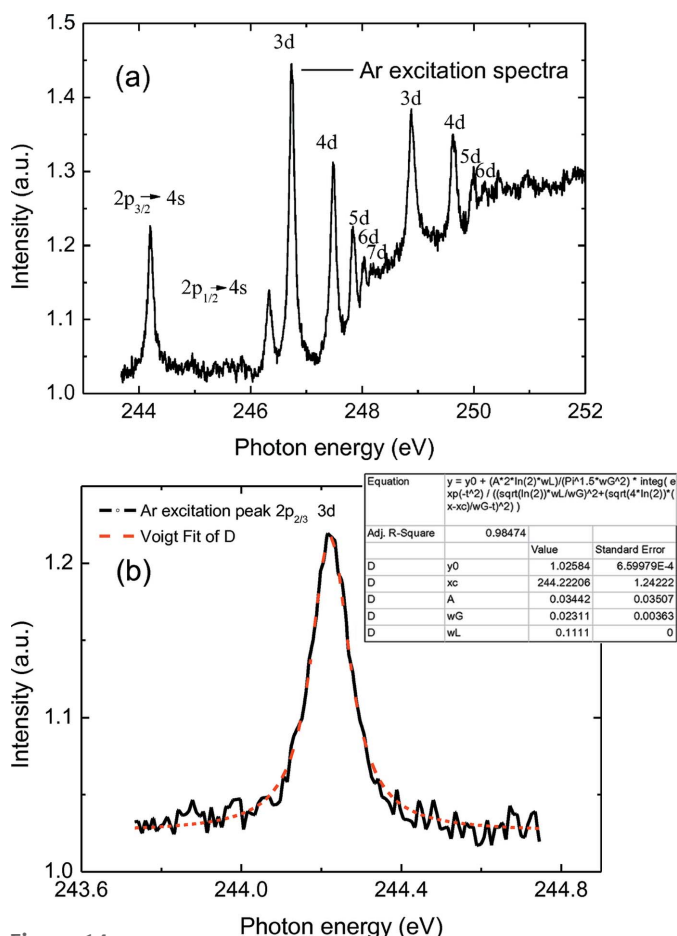 1.5
1.4
1.3
1.2
1.1
1.0
Intensity (a.u.)
(a)
Ar excitation spectra
3d
4d
5d
6d
7d
3d
4d
5d
6d
2p3/2→4s
2p1/2→4s
244 246 248 250 252
Photon energy (eV)
Equation y = y0 + (A*2*ln(2)*wL)/(Pi^1.5*wG^2) * integ( e
xp(-t^2) / ((sqrt(ln(2))*wL/wG)^2+(sqrt(4*ln(2))*(
x-xc)/wG-t)^2) )
Adj. R-Square 0.98474
Value Standard Error
D y0 1.02584 6.59979E-4
D xc 244.22206 1.24222
D A 0.03442 0.03507
D wG 0.02311 0.00363
D wL 0.1111 0
Ar excitation peak 2p2/3 3d
Voigt Fit of D
(b)
1.2
1.1
1.0
Intensity (a.u.)
243.6 244.0 244.4 244.8
Photon energy (eV)